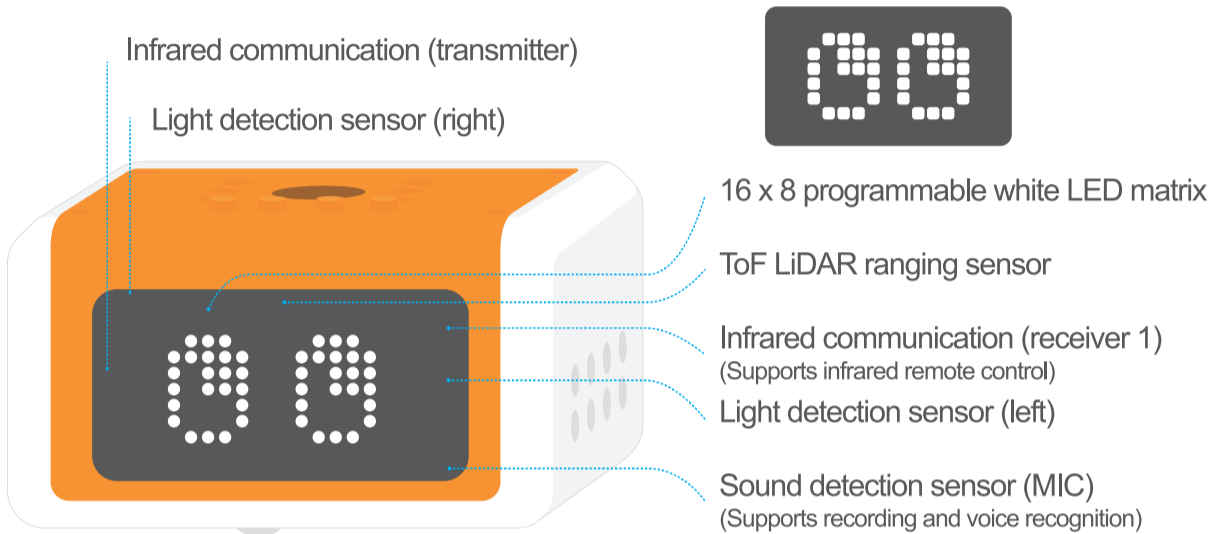 Infrared communication (transmitter)
Light detection sensor (right)
16 x 8 programmable white LED matrix
ToF LiDAR ranging sensor
Infrared communication (receiver 1)
(Supports infrared remote control)
Light detection sensor (left)
Sound detection sensor (MIC)
(Supports recording and voice recognition)